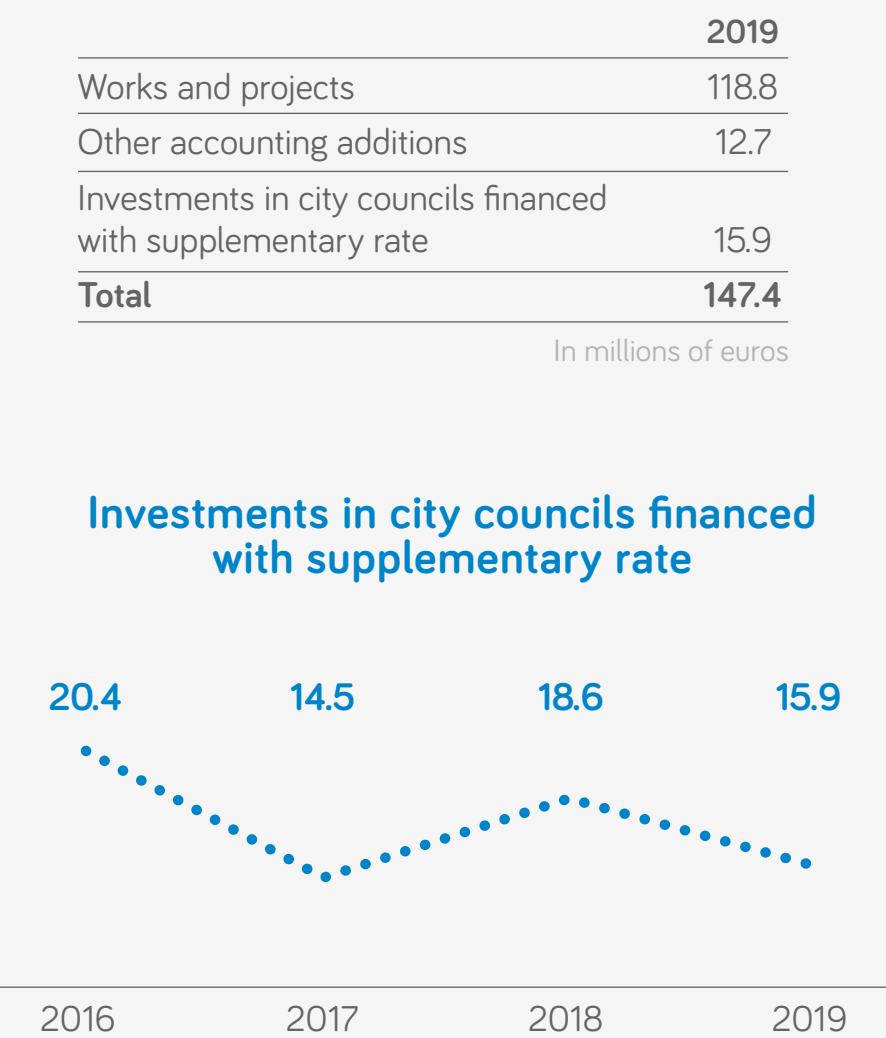 2019
Works and projects 118.8
Other accounting additions 12.7
Investments in city councils financed
with supplementary rate 15.9
Total 147.4
In millions of euros
Investments in city councils financed
with supplementary rate
20.4 14.5 18.6 15.9
2016 2017 2018 2019